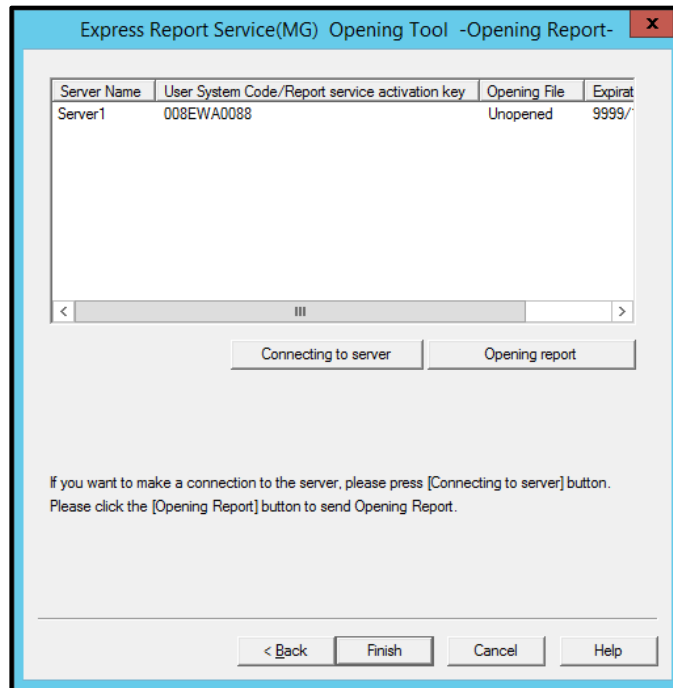 Express Report Service(MG) Opening Tool -Opening Report-
x
Server Name User System Code/Report service activation key Opening File Expirat
Server1 008EWA0088 Unopened 9999/
Connecting to server Opening report
If you want to make a connection to the server, please press [Connecting to server] button.
Please click the [Opening Report] button to send Opening Report.
< Back Finish Cancel Help